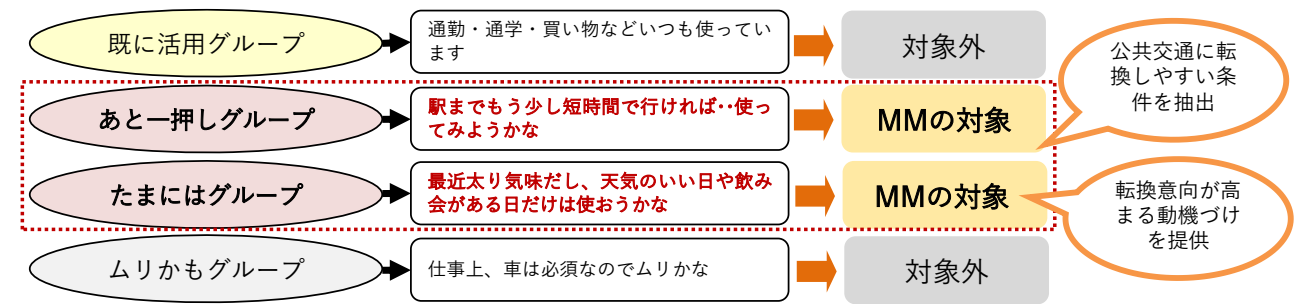 既に活用グループ
通勤・通学・買い物などいつも使ってい
ます
対象外
公共交通に転
換しやすい条
件を抽出
あと一押しグループ
駅までもう少し短時間で行ければ‥使っ
てみようかな
MMの対象
たまにはグループ
最近太り気味だし、天気のいい日や飲み
会がある日だけは使おうかな
MMの対象
転換意向が高
まる動機づけ
を提供
ムリかもグループ
仕事上、車は必須なのでムリかな
対象外